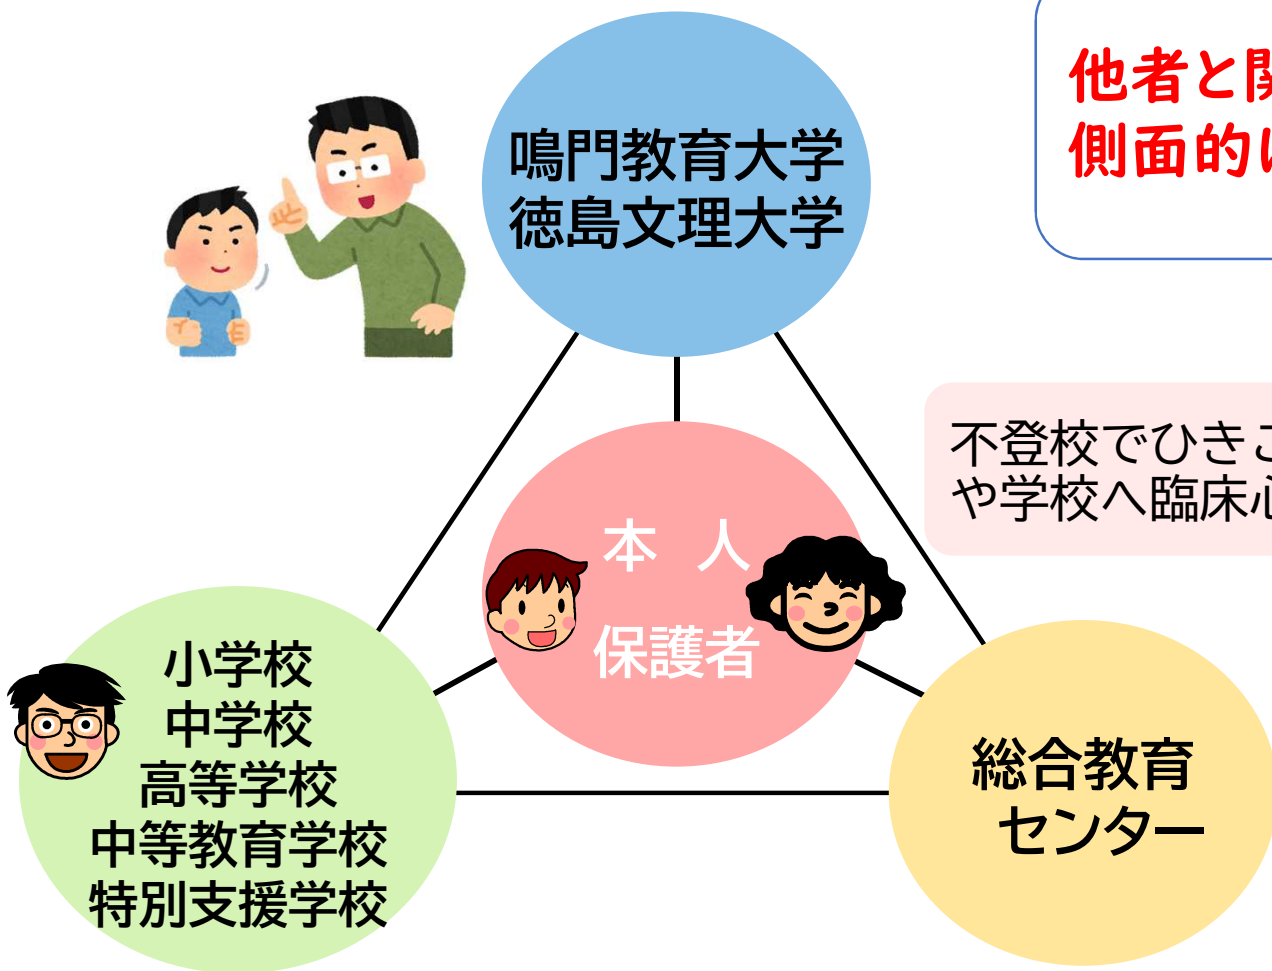 鳴門教育大学
徳島文理大学
他者と関
側面的に
不登校でひきこ
や学校へ臨床心
本 人
保護者
小学校
中学校
高等学校
中等教育学校
特別支援学校
総合教育
センター